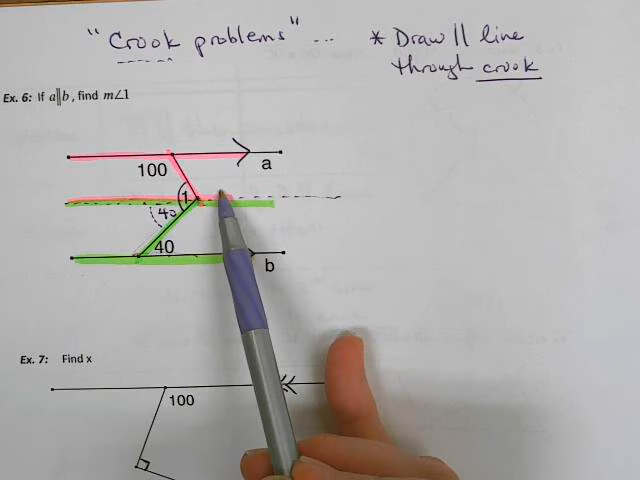 "Crook problems" ... * Draw || line
through crook
Ex. 6: If a∥b, find m∠1
a
100
1
40
40
b
Ex. 7: Find x
100